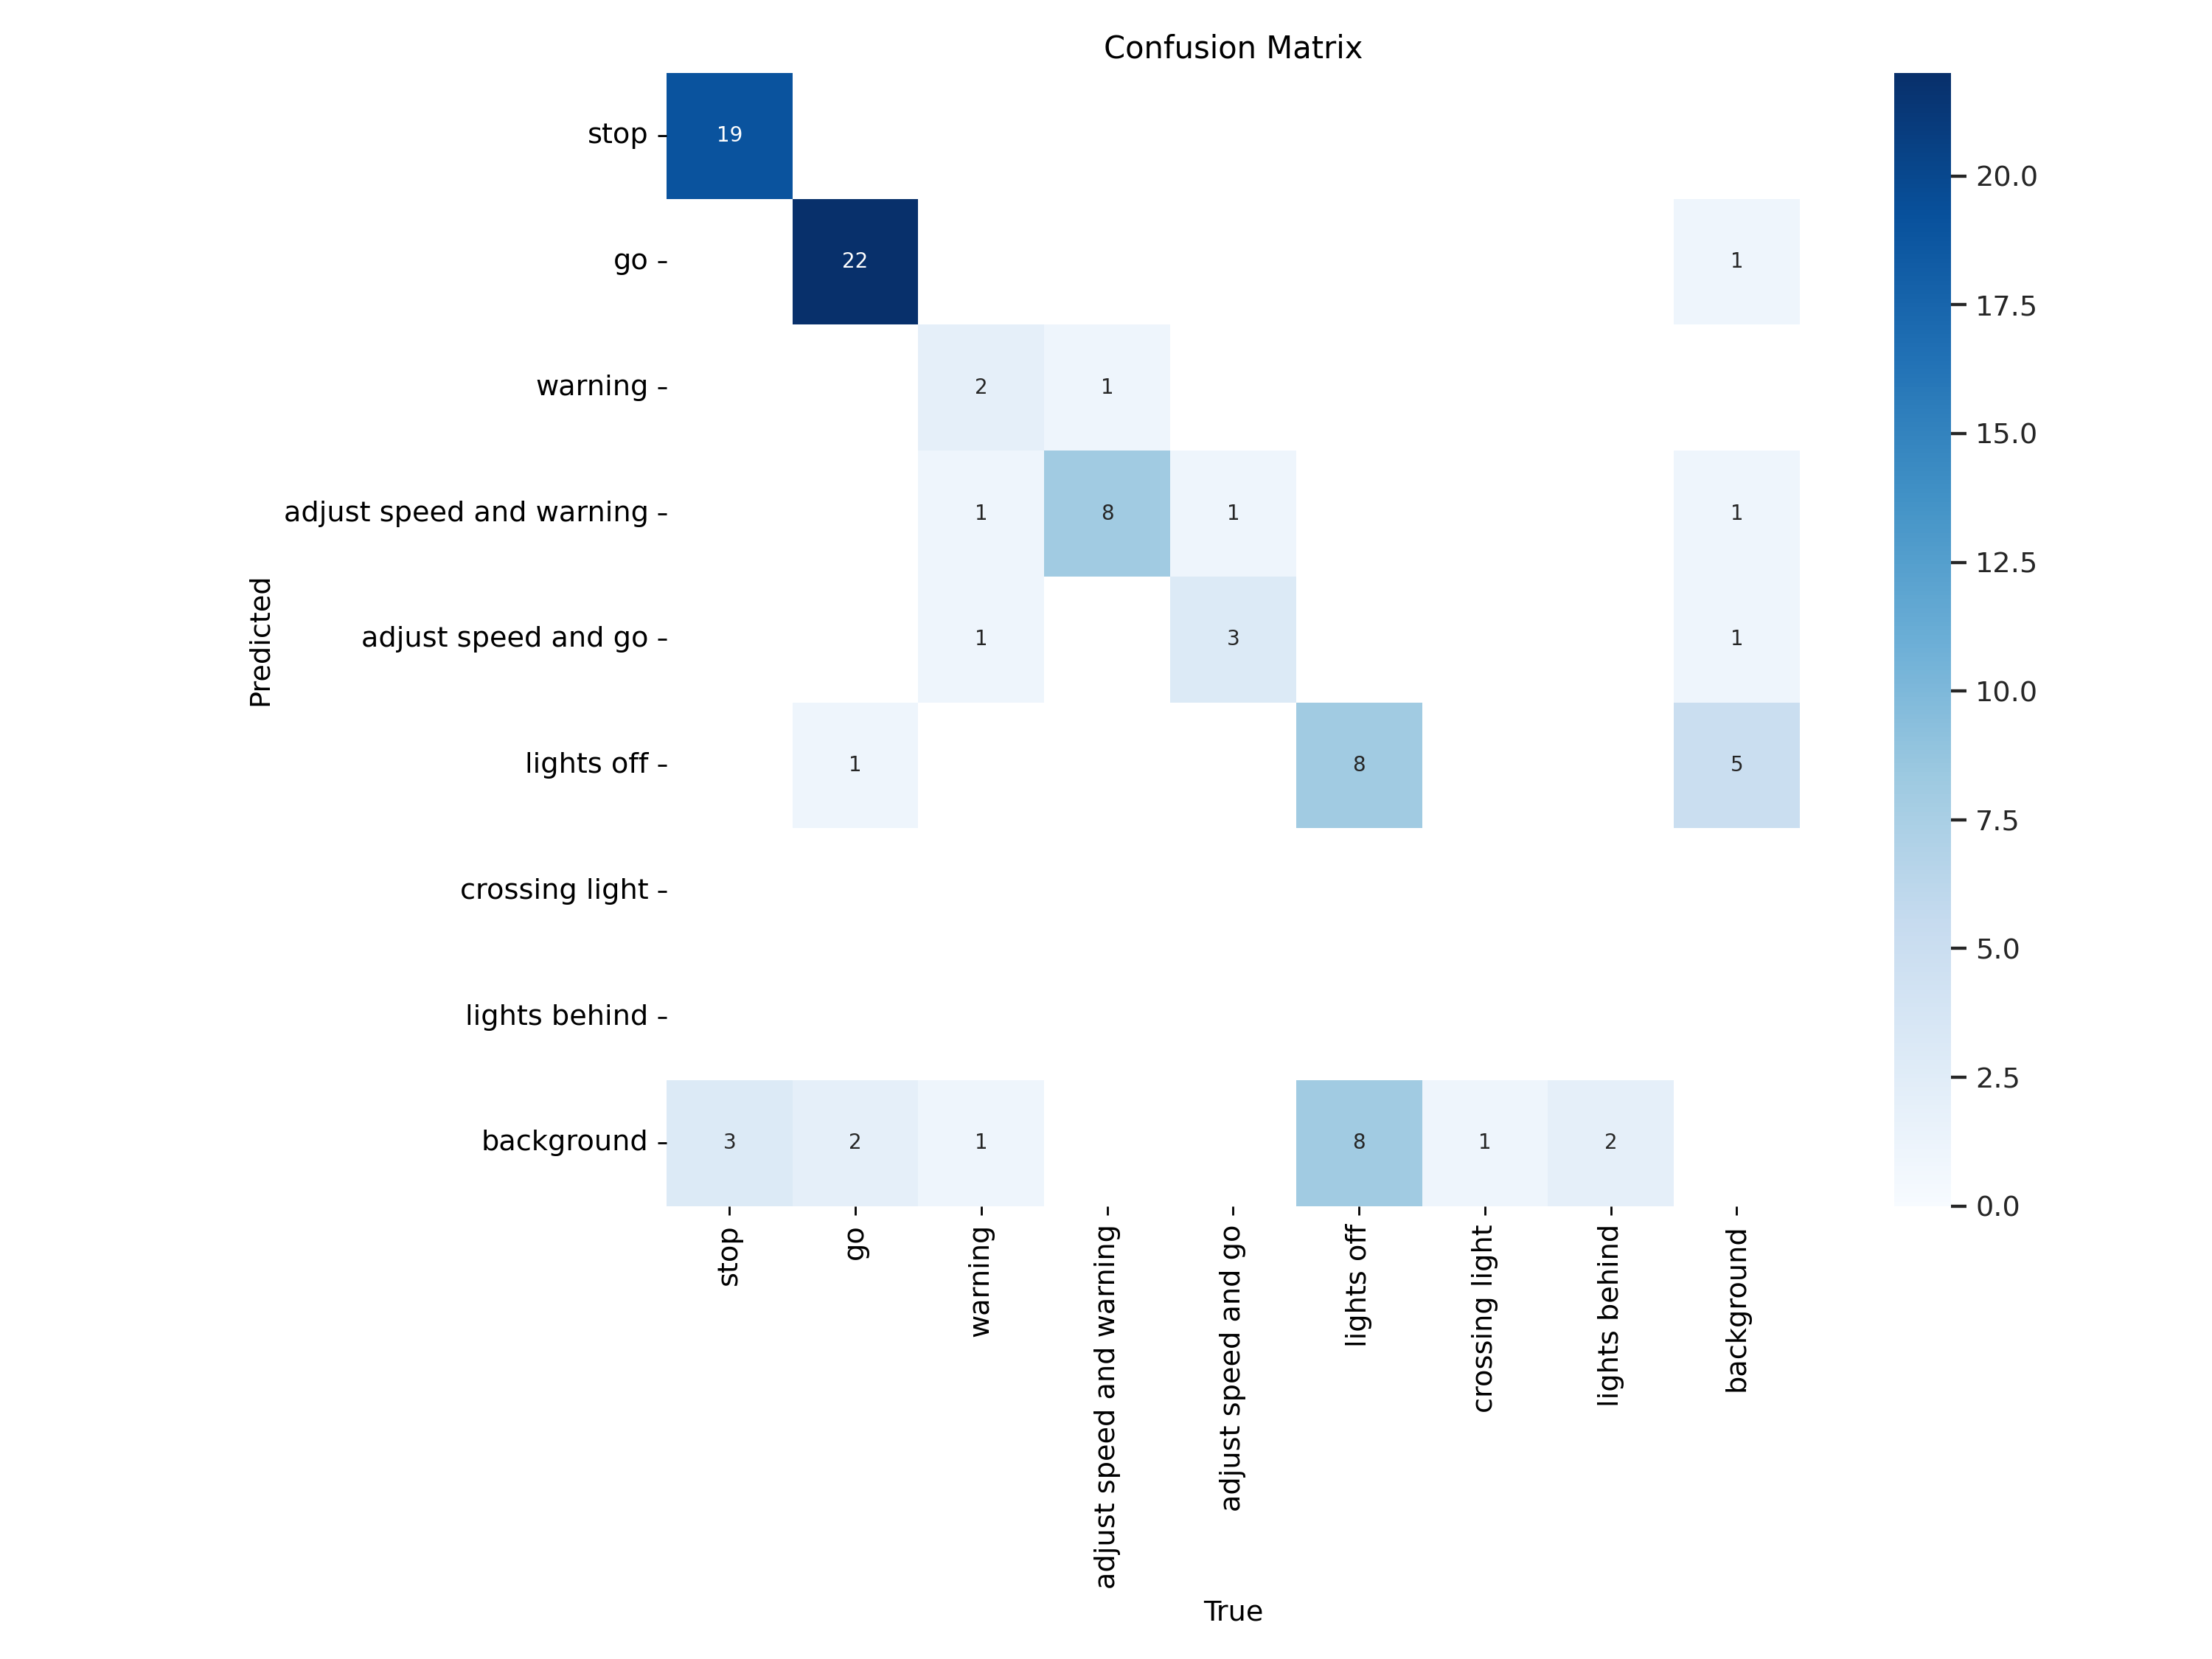 Confusion Matrix
stop
19
go
22
1
warning
2
1
adjust speed and warning
1
8
1
1
adjust speed and go
1
3
1
lights off
1
8
5
crossing light
lights behind
background
3
2
1
8
1
2
Predicted
stop
go
warning
adjust speed and warning
adjust speed and go
lights off
crossing light
lights behind
background
True
20.0
17.5
15.0
12.5
10.0
7.5
5.0
2.5
0.0